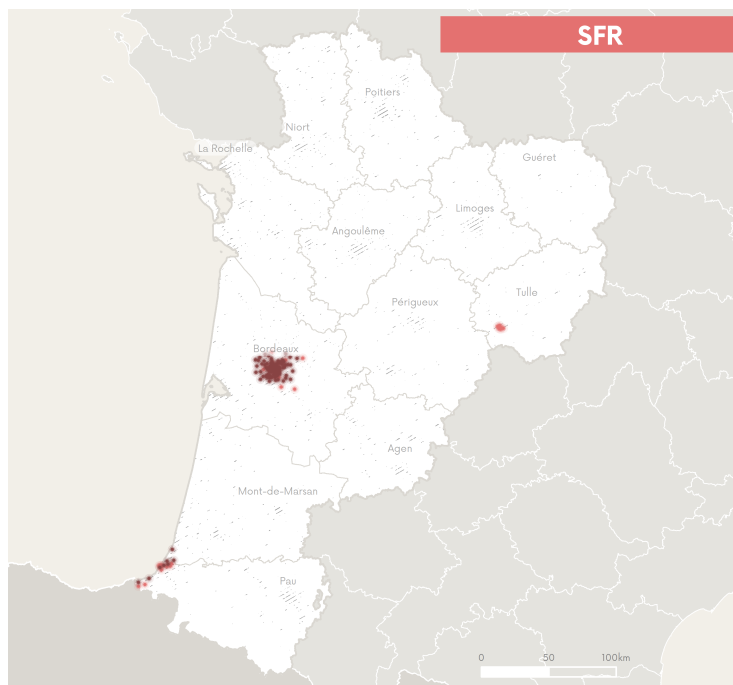 SFR
Poitiers
Niort
La Rochelle
Guéret
Limoges
Angoulême
Tulle
Périgueux
Bordeaux
Agen
Mont-de-Marsan
Pau
0 50 100km